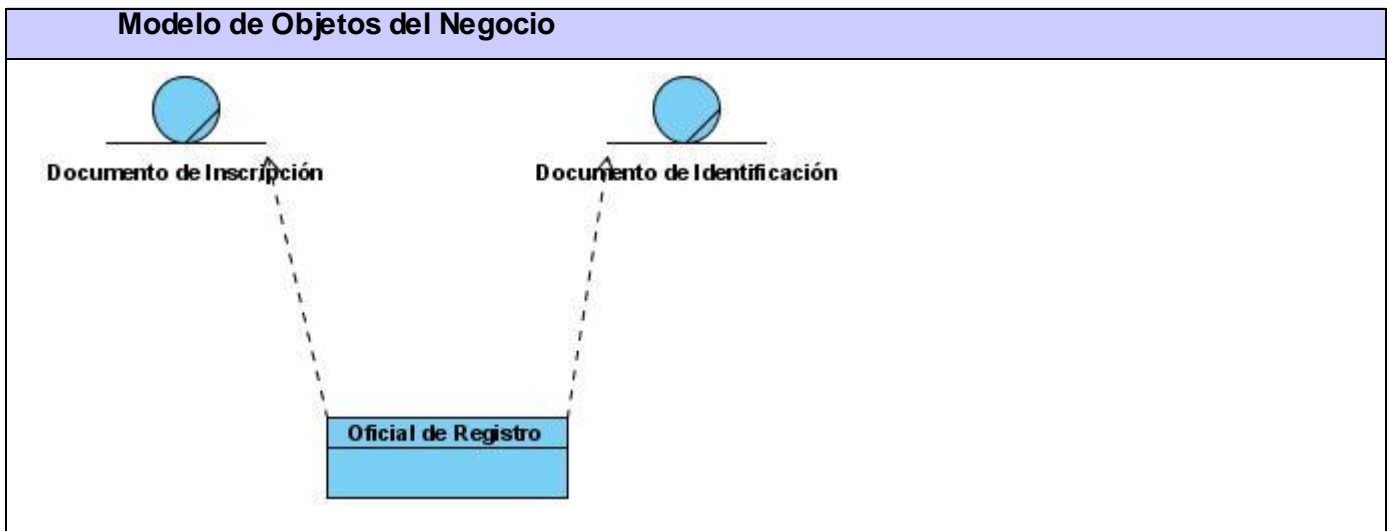 Modelo de Objetos del Negocio
Documento de Inscripción
Documento de Identificación
Oficial de Registro